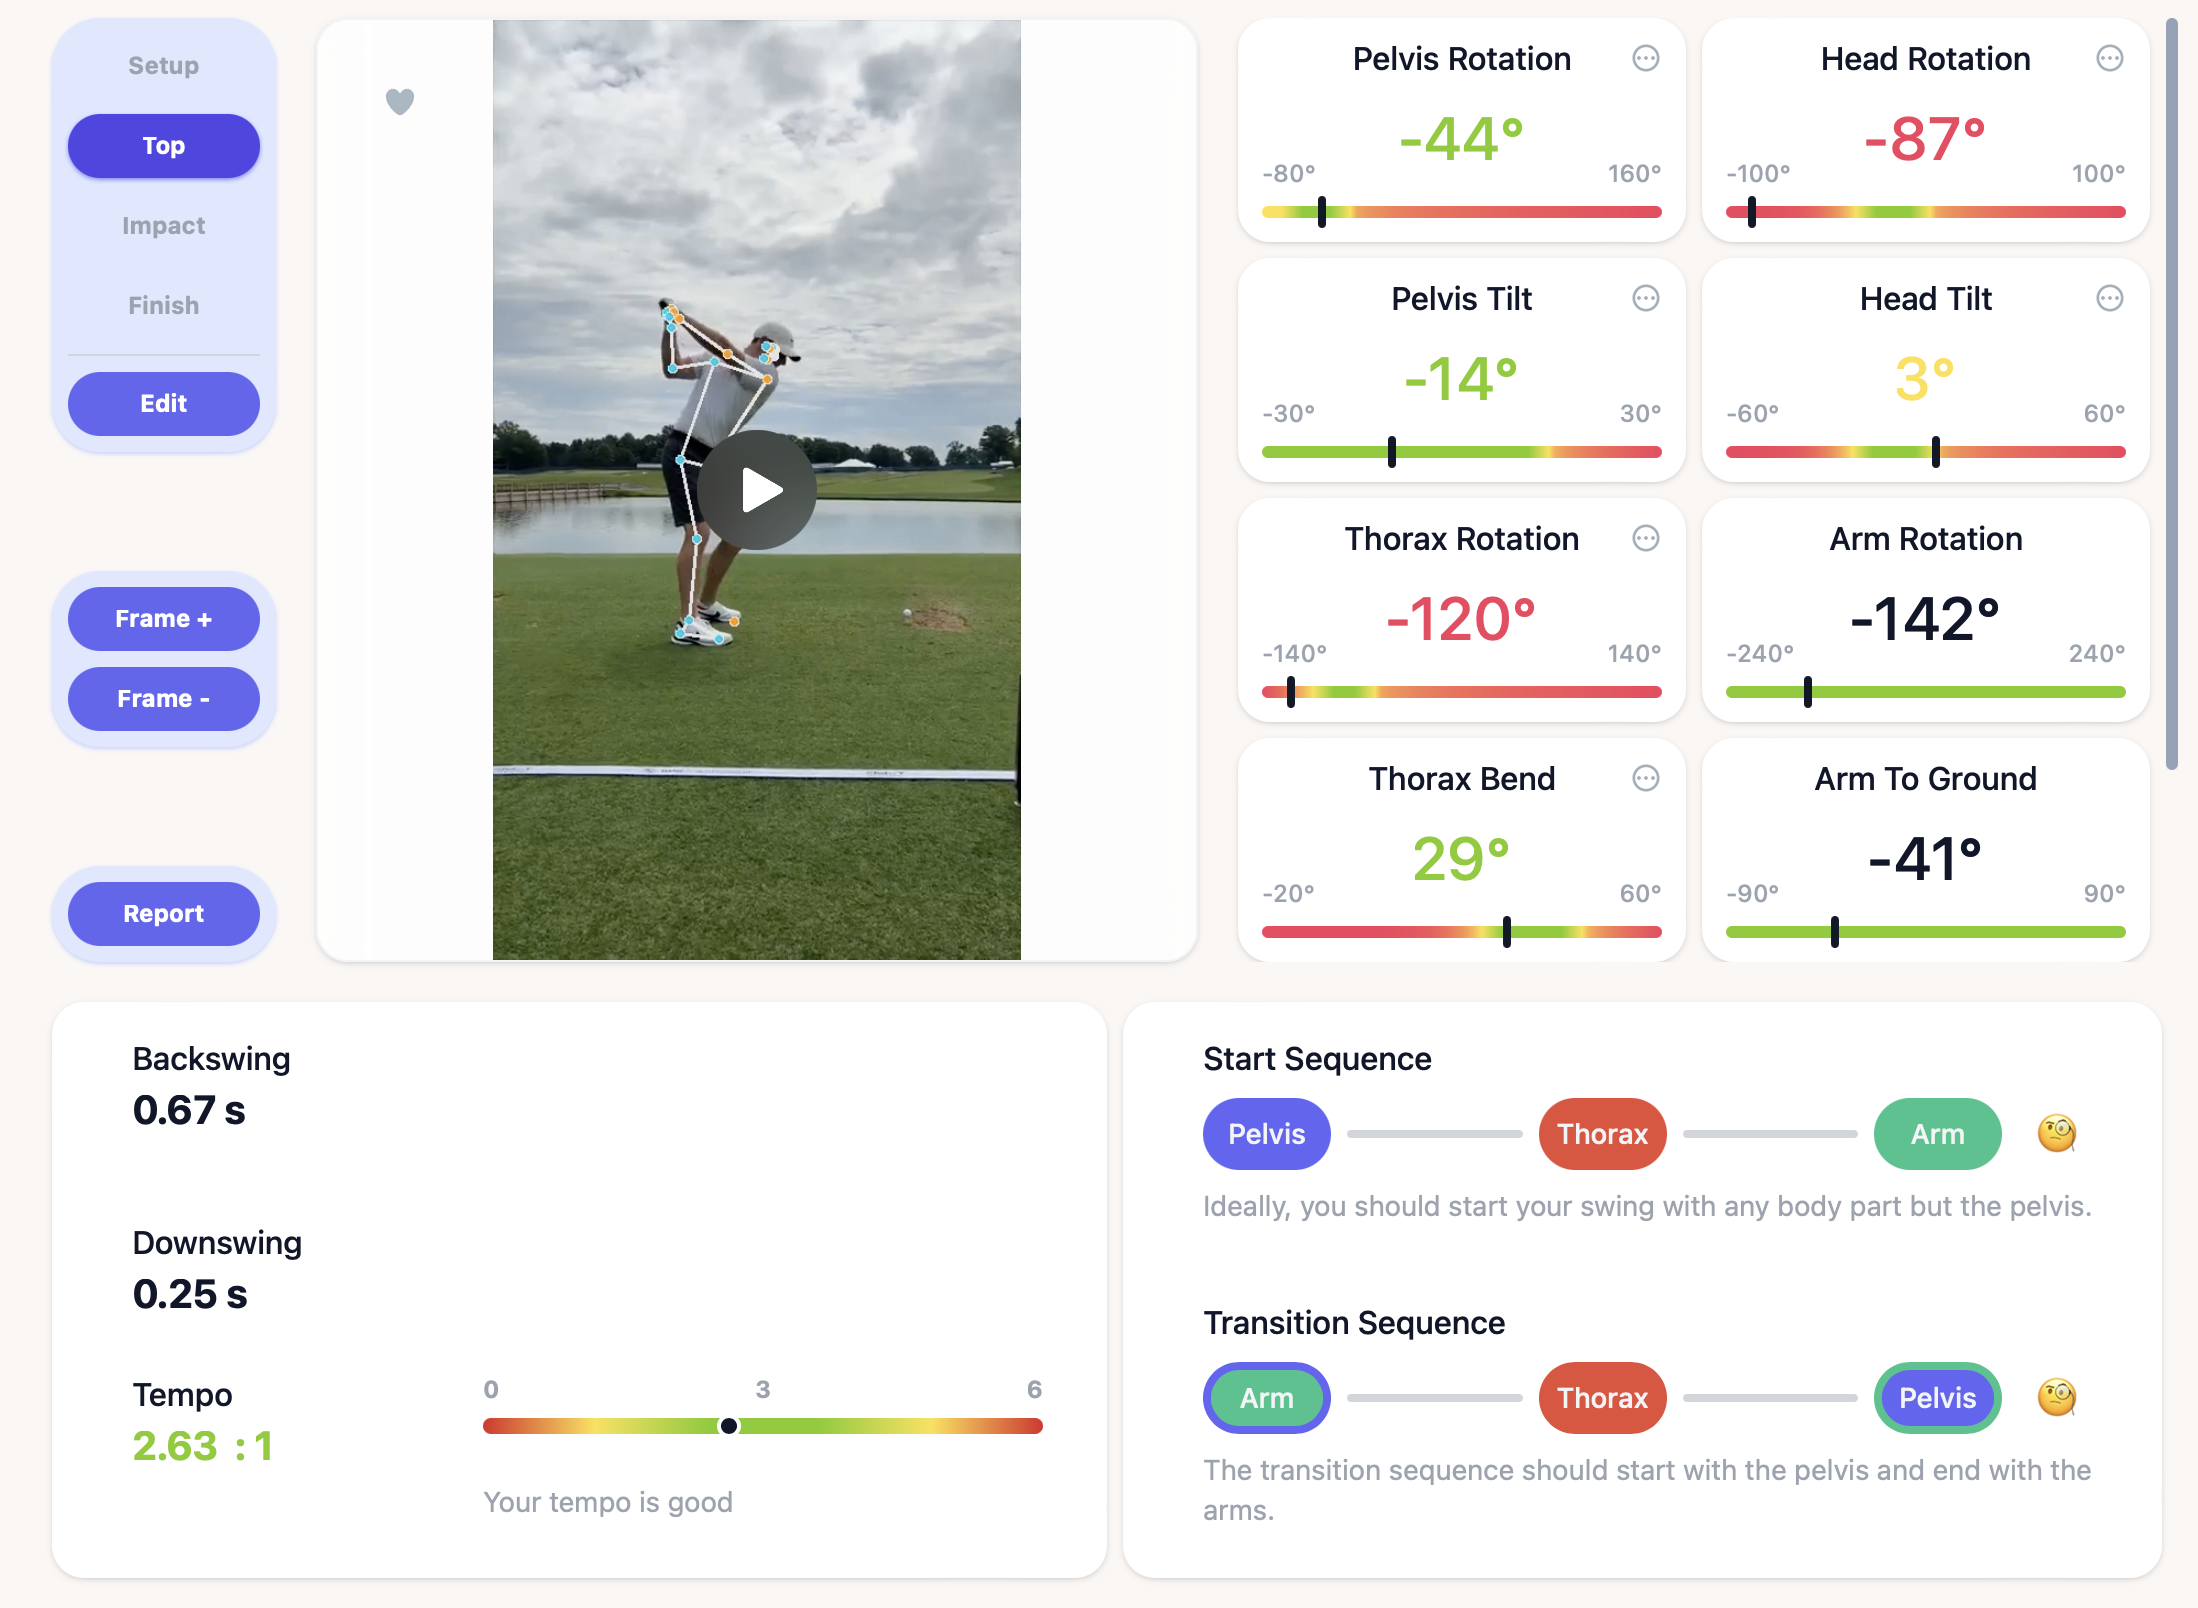 Setup
Top
Impact
Finish
Edit
Frame +
Frame -
Report
Pelvis Rotation
-44°
-80°
160°
Head Rotation
-87°
-100°
100°
Pelvis Tilt
-14°
-30°
30°
Head Tilt
3°
-60°
60°
Thorax Rotation
-120°
-140°
140°
Arm Rotation
-142°
-240°
240°
Thorax Bend
29°
-20°
60°
Arm To Ground
-41°
-90°
90°
Backswing
0.67 s
Downswing
0.25 s
Tempo
2.63 : 1
0 3 6
Your tempo is good
Start Sequence
Pelvis Thorax Arm
Ideally, you should start your swing with any body part but the pelvis.
Transition Sequence
Arm Thorax Pelvis
The transition sequence should start with the pelvis and end with the
arms.